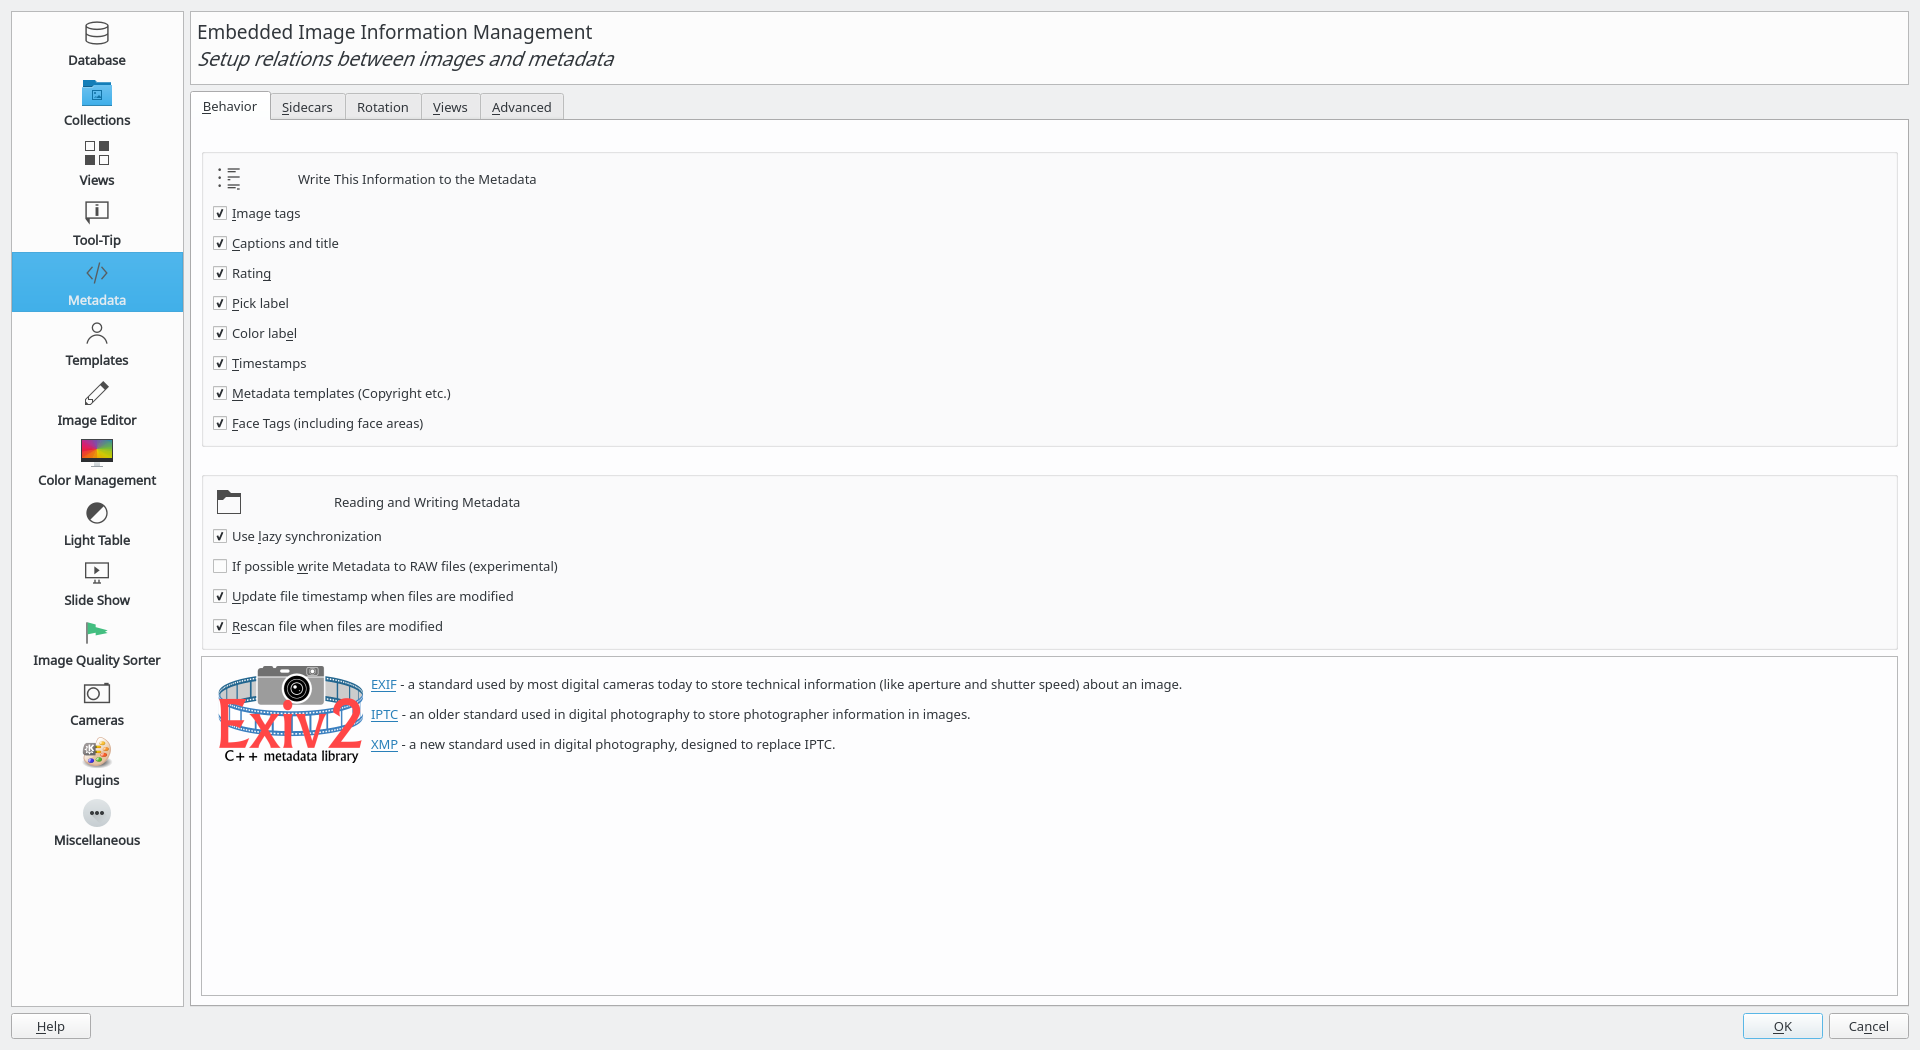 Database
Collections
Views
Tool-Tip
Metadata
Templates
Image Editor
Color Management
Light Table
Slide Show
Image Quality Sorter
Cameras
Plugins
Miscellaneous
Embedded Image Information Management
Setup relations between images and metadata
Behavior Sidecars Rotation Views Advanced
Write This Information to the Metadata
Image tags
Captions and title
Rating
Pick label
Color label
Timestamps
Metadata templates (Copyright etc.)
Face Tags (including face areas)
Reading and Writing Metadata
Use lazy synchronization
If possible write Metadata to RAW files (experimental)
Update file timestamp when files are modified
Rescan file when files are modified
Exiv2
C++ metadata library
EXIF - a standard used by most digital cameras today to store technical information (like aperture and shutter speed) about an image.
IPTC - an older standard used in digital photography to store photographer information in images.
XMP - a new standard used in digital photography, designed to replace IPTC.
Help OK Cancel